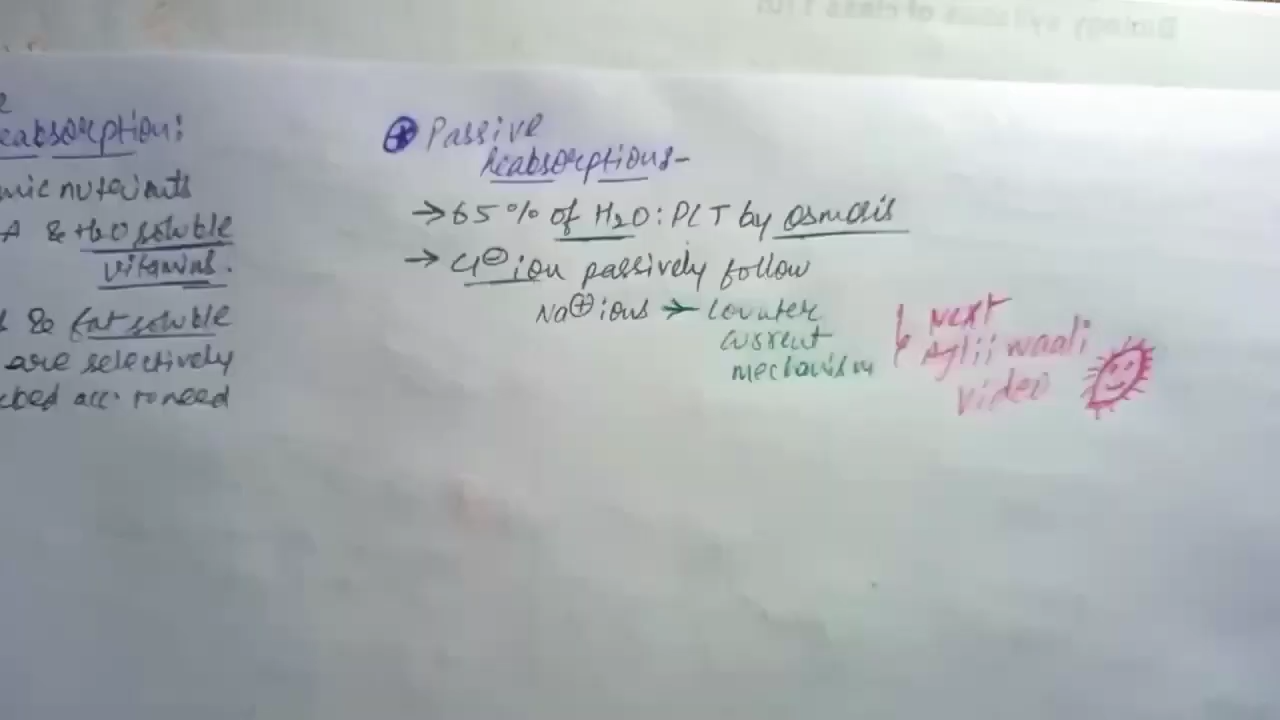 eabsorption:
mic nutrients
A & H2O soluble
vitamins.
& fat soluble
are selectively
bed acc. to need
Passive
Reabsorptions-
→ 65% of H2O: PCT by osmosis
→ Cl⊖ ion passively follow
Na⊕ ions → Counter
current
mechanism
Next
Aglii waali
video